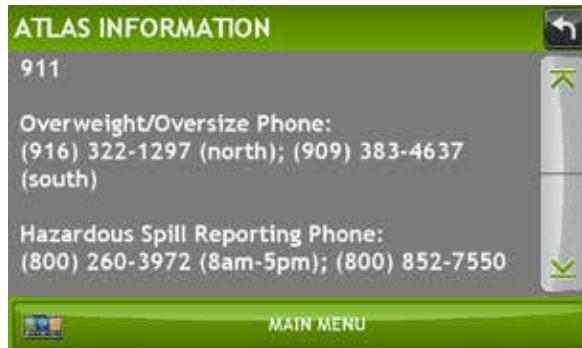 ATLAS INFORMATION
911
Overweight/Oversize Phone:
(916) 322-1297 (north); (909) 383-4637
(south)
Hazardous Spill Reporting Phone:
(800) 260-3972 (8am-5pm); (800) 852-7550
MAIN MENU